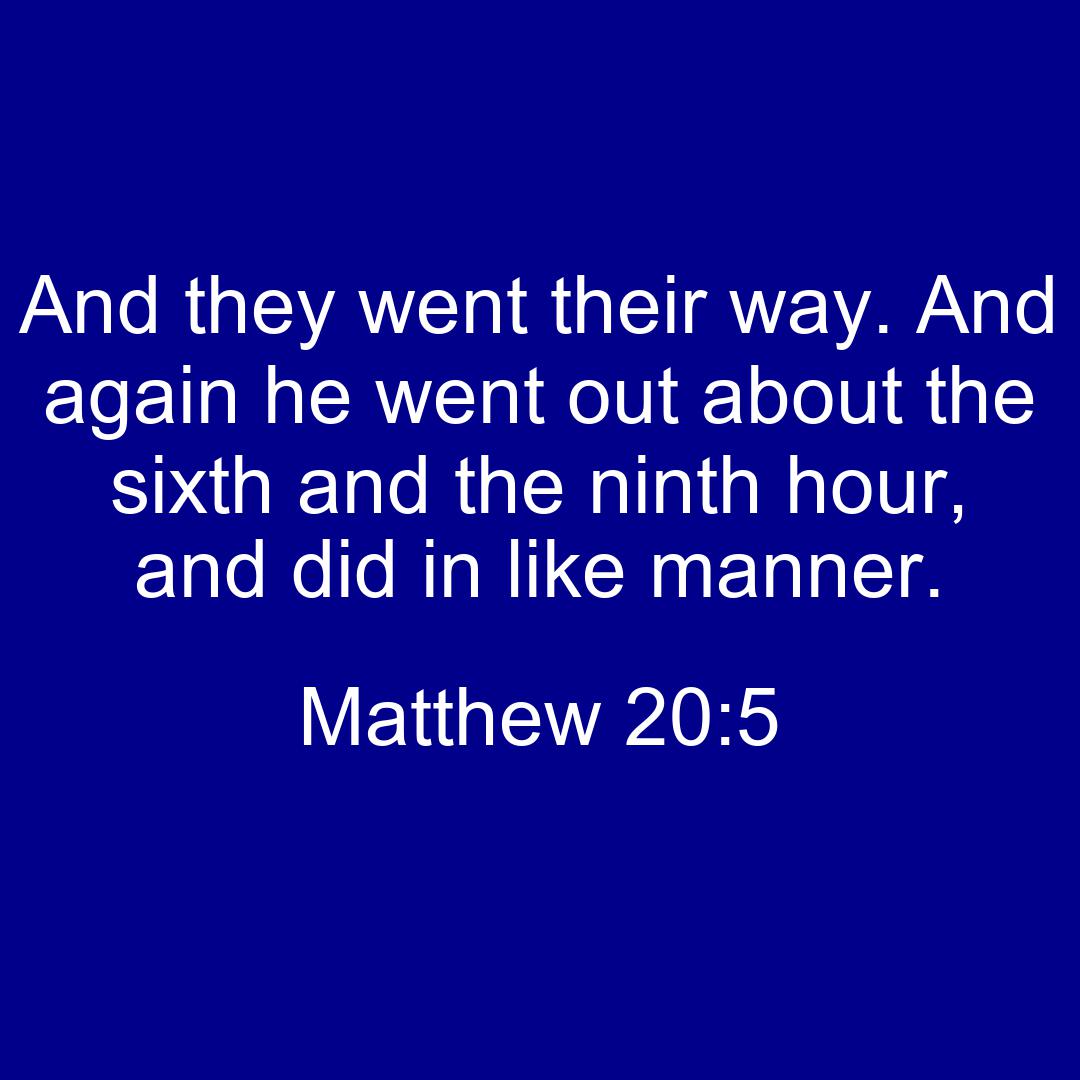 And they went their way. And
again he went out about the
sixth and the ninth hour,
and did in like manner.
Matthew 20:5